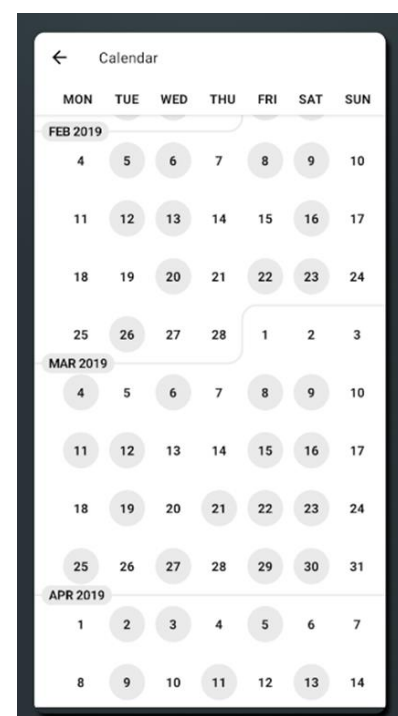 Calendar
MON TUE WED THU FRI SAT SUN
FEB 2019
4 5 6 7 8 9 10
11 12 13 14 15 16 17
18 19 20 21 22 23 24
25 26 27 28 1 2 3
MAR 2019
4 5 6 7 8 9 10
11 12 13 14 15 16 17
18 19 20 21 22 23 24
25 26 27 28 29 30 31
APR 2019
1 2 3 4 5 6 7
8 9 10 11 12 13 14